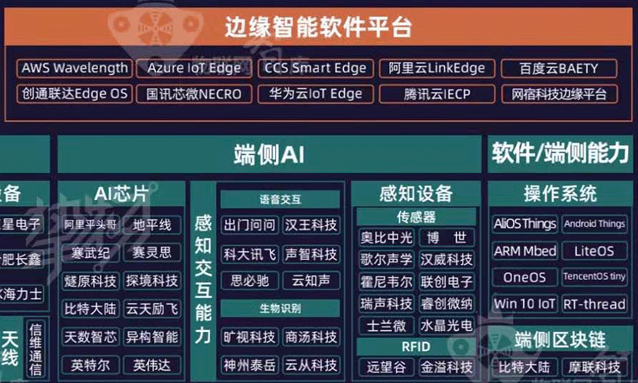 边缘智能软件平台
AWS Wavelength
Azure IoT Edge
CCS Smart Edge
阿里云LinkEdge
百度云BAETY
创通联达Edge OS
国讯芯微NECRO
华为云IoT Edge
腾讯云IECP
网宿科技边缘平台
端侧AI
软件/端侧能力
设备
星电子
肥长鑫
海力士
天线
信维通信
AI芯片
阿里平头哥
地平线
寒武纪
赛灵思
燧原科技
探境科技
比特大陆
云天励飞
天数智芯
异构智能
英特尔
英伟达
感知交互能力
语音交互
出门问问
汉王科技
科大讯飞
声智科技
思必驰
云知声
生物识别
旷视科技
商汤科技
神州泰岳
云从科技
感知设备
传感器
奥比中光
博 世
歌尔声学
汉威科技
霍尼韦尔
联创电子
瑞声科技
睿创微纳
士兰微
水晶光电
RFID
远望谷
金溢科技
操作系统
AliOS Things
Android Things
ARM Mbed
LiteOS
OneOS
TencentOS tiny
Win 10 IoT
RT-thread
端侧区块链
比特大陆
摩联科技